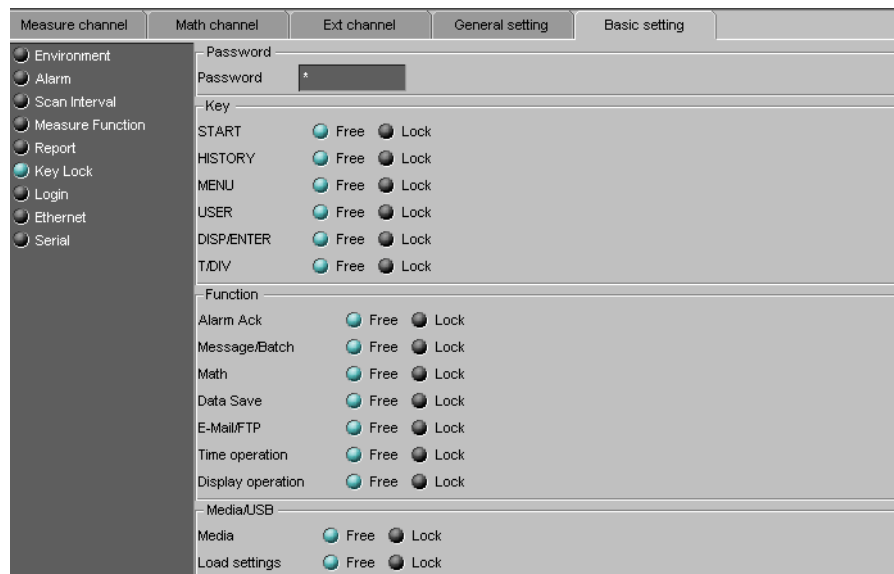 Measure channel Math channel Ext channel General setting Basic setting
Environment
Alarm
Scan Interval
Measure Function
Report
Key Lock
Login
Ethernet
Serial
Password
Password *
Key
START Free Lock
HISTORY Free Lock
MENU Free Lock
USER Free Lock
DISP/ENTER Free Lock
T/DIV Free Lock
Function
Alarm Ack Free Lock
Message/Batch Free Lock
Math Free Lock
Data Save Free Lock
E-Mail/FTP Free Lock
Time operation Free Lock
Display operation Free Lock
Media/USB
Media Free Lock
Load settings Free Lock